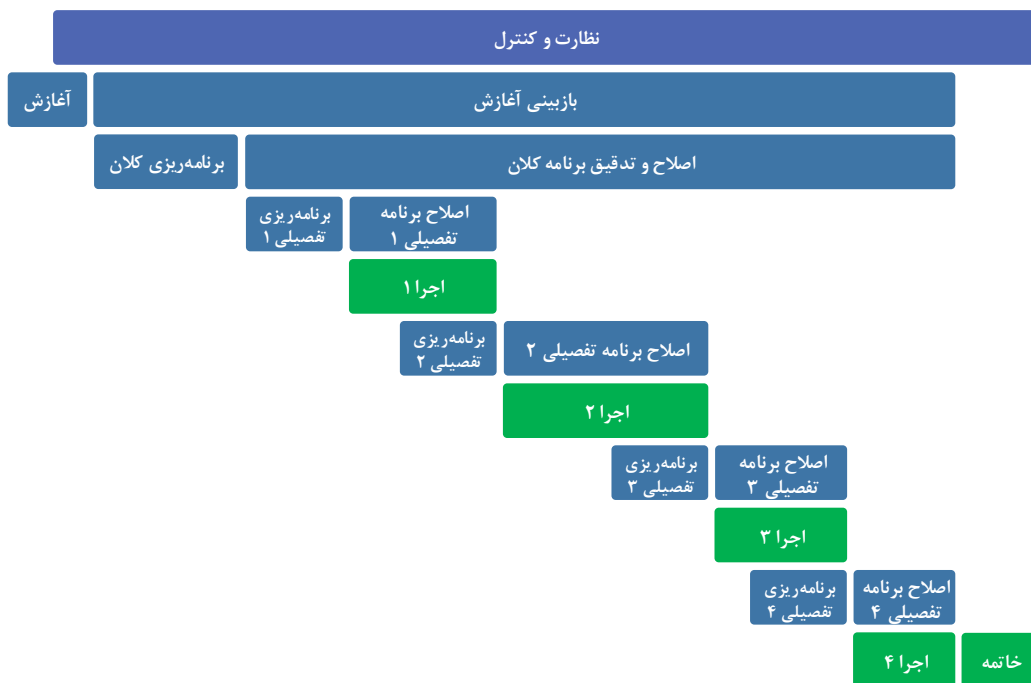 نظارت و کنترل
آغازش
بازبینی آغازش
برنامه‌ریزی کلان
اصلاح و تدقیق برنامه کلان
برنامه‌ریزی
تفصیلی ۱
اصلاح برنامه
تفصیلی ۱
اجرا ۱
برنامه‌ریزی
تفصیلی ۲
اصلاح برنامه تفصیلی ۲
اجرا ۲
برنامه‌ریزی
تفصیلی ۳
اصلاح برنامه
تفصیلی ۳
اجرا ۳
برنامه‌ریزی
تفصیلی ۴
اصلاح برنامه
تفصیلی ۴
اجرا ۴
خاتمه